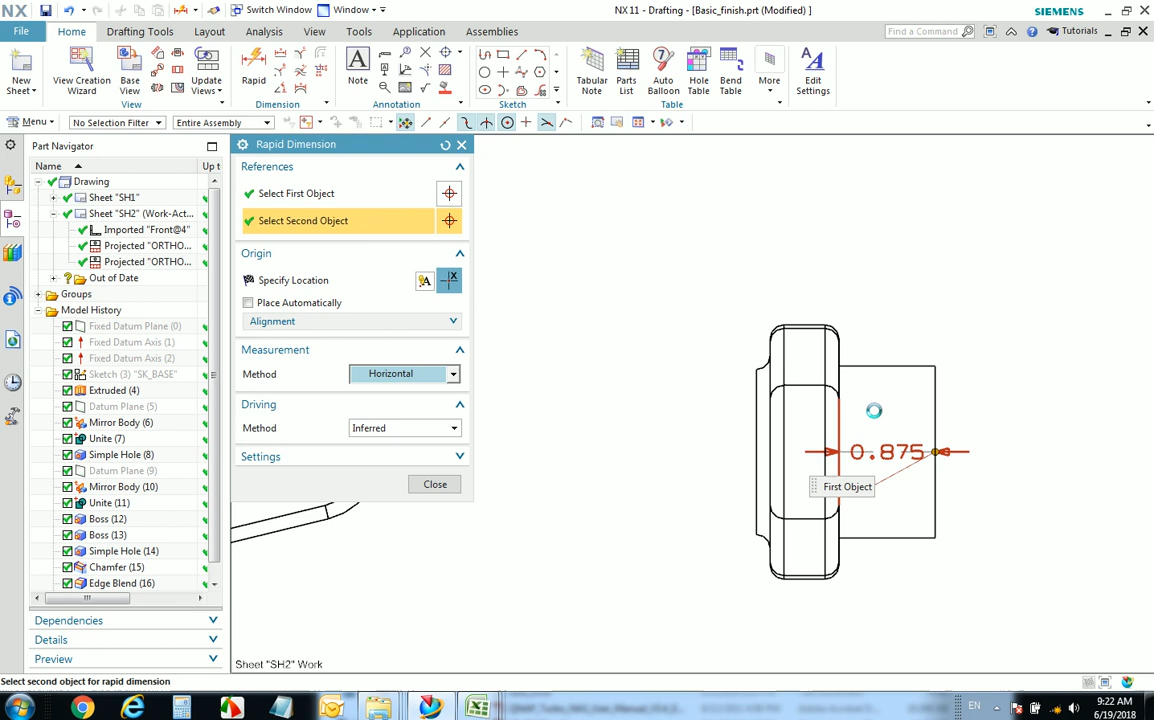 NX
Switch Window
Window
NX 11 - Drafting - [Basic_finish.prt (Modified) ]
SIEMENS
File
Home
Drafting Tools
Layout
Analysis
View
Tools
Application
Assemblies
Find a Command
Tutorials
New Sheet
View Creation Wizard
Base View
Update Views
View
Rapid
Dimension
A
Note
Annotation
Sketch
Tabular Note
Parts List
Auto Balloon
Hole Table
Bend Table
Table
More
Edit Settings
Menu
No Selection Filter
Entire Assembly
Part Navigator
Name
Up t
Drawing
Sheet "SH1"
Sheet "SH2" (Work-Act...
Imported "Front@4"
Projected "ORTHO...
Projected "ORTHO...
Out of Date
Groups
Model History
Fixed Datum Plane (0)
Fixed Datum Axis (1)
Fixed Datum Axis (2)
Sketch (3) "SK_BASE"
Extruded (4)
Datum Plane (5)
Mirror Body (6)
Unite (7)
Simple Hole (8)
Datum Plane (9)
Mirror Body (10)
Unite (11)
Boss (12)
Boss (13)
Simple Hole (14)
Chamfer (15)
Edge Blend (16)
Dependencies
Details
Preview
Rapid Dimension
References
Select First Object
Select Second Object
Origin
Specify Location
Place Automatically
Alignment
Measurement
Method
Horizontal
Driving
Method
Inferred
Settings
Close
0.875
First Object
Sheet "SH2" Work
Select second object for rapid dimension
EN
9:22 AM
6/19/2018